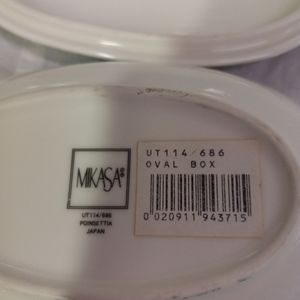 MIKASA®
UT114/686
POINSETTIA
JAPAN
UT114/686
OVAL BOX
0 020911 943715